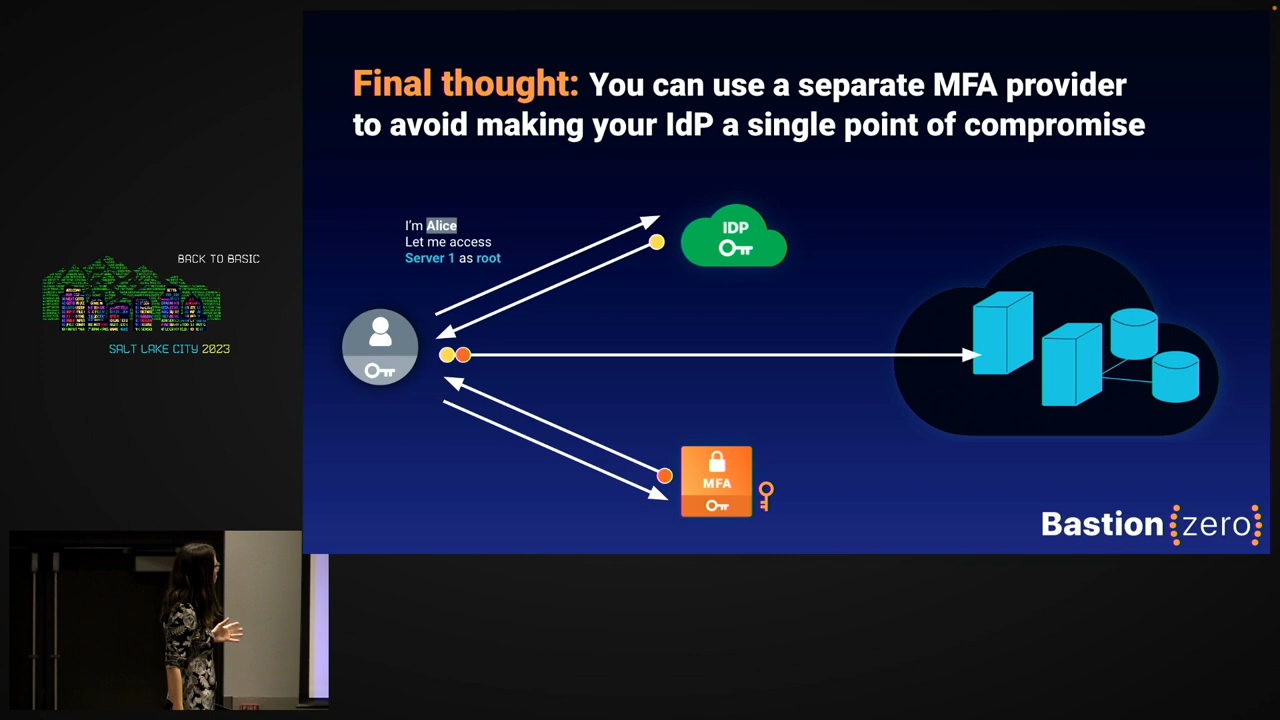 Final thought: You can use a separate MFA provider
to avoid making your IdP a single point of compromise
I'm Alice
Let me access
Server 1 as root
IDP
MFA
Bastion{zero}
BACK TO BASIC
SALT LAKE CITY 2023